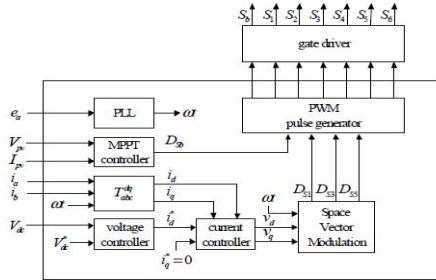 S_b S_1 S_2 S_3 S_4 S_5 S_6
gate driver
e_a
PLL
ωt
PWM
pulse generator
V_pv
I_pv
MPPT
controller
D_Sb
i_a
i_b
ωt
T_abc^dq
i_d
i_q
D_S1 D_S3 D_S5
V_dc
V_dc^*
voltage
controller
i_d^*
i_q^*=0
current
controller
ωt
v_d
v_q
Space
Vector
Modulation